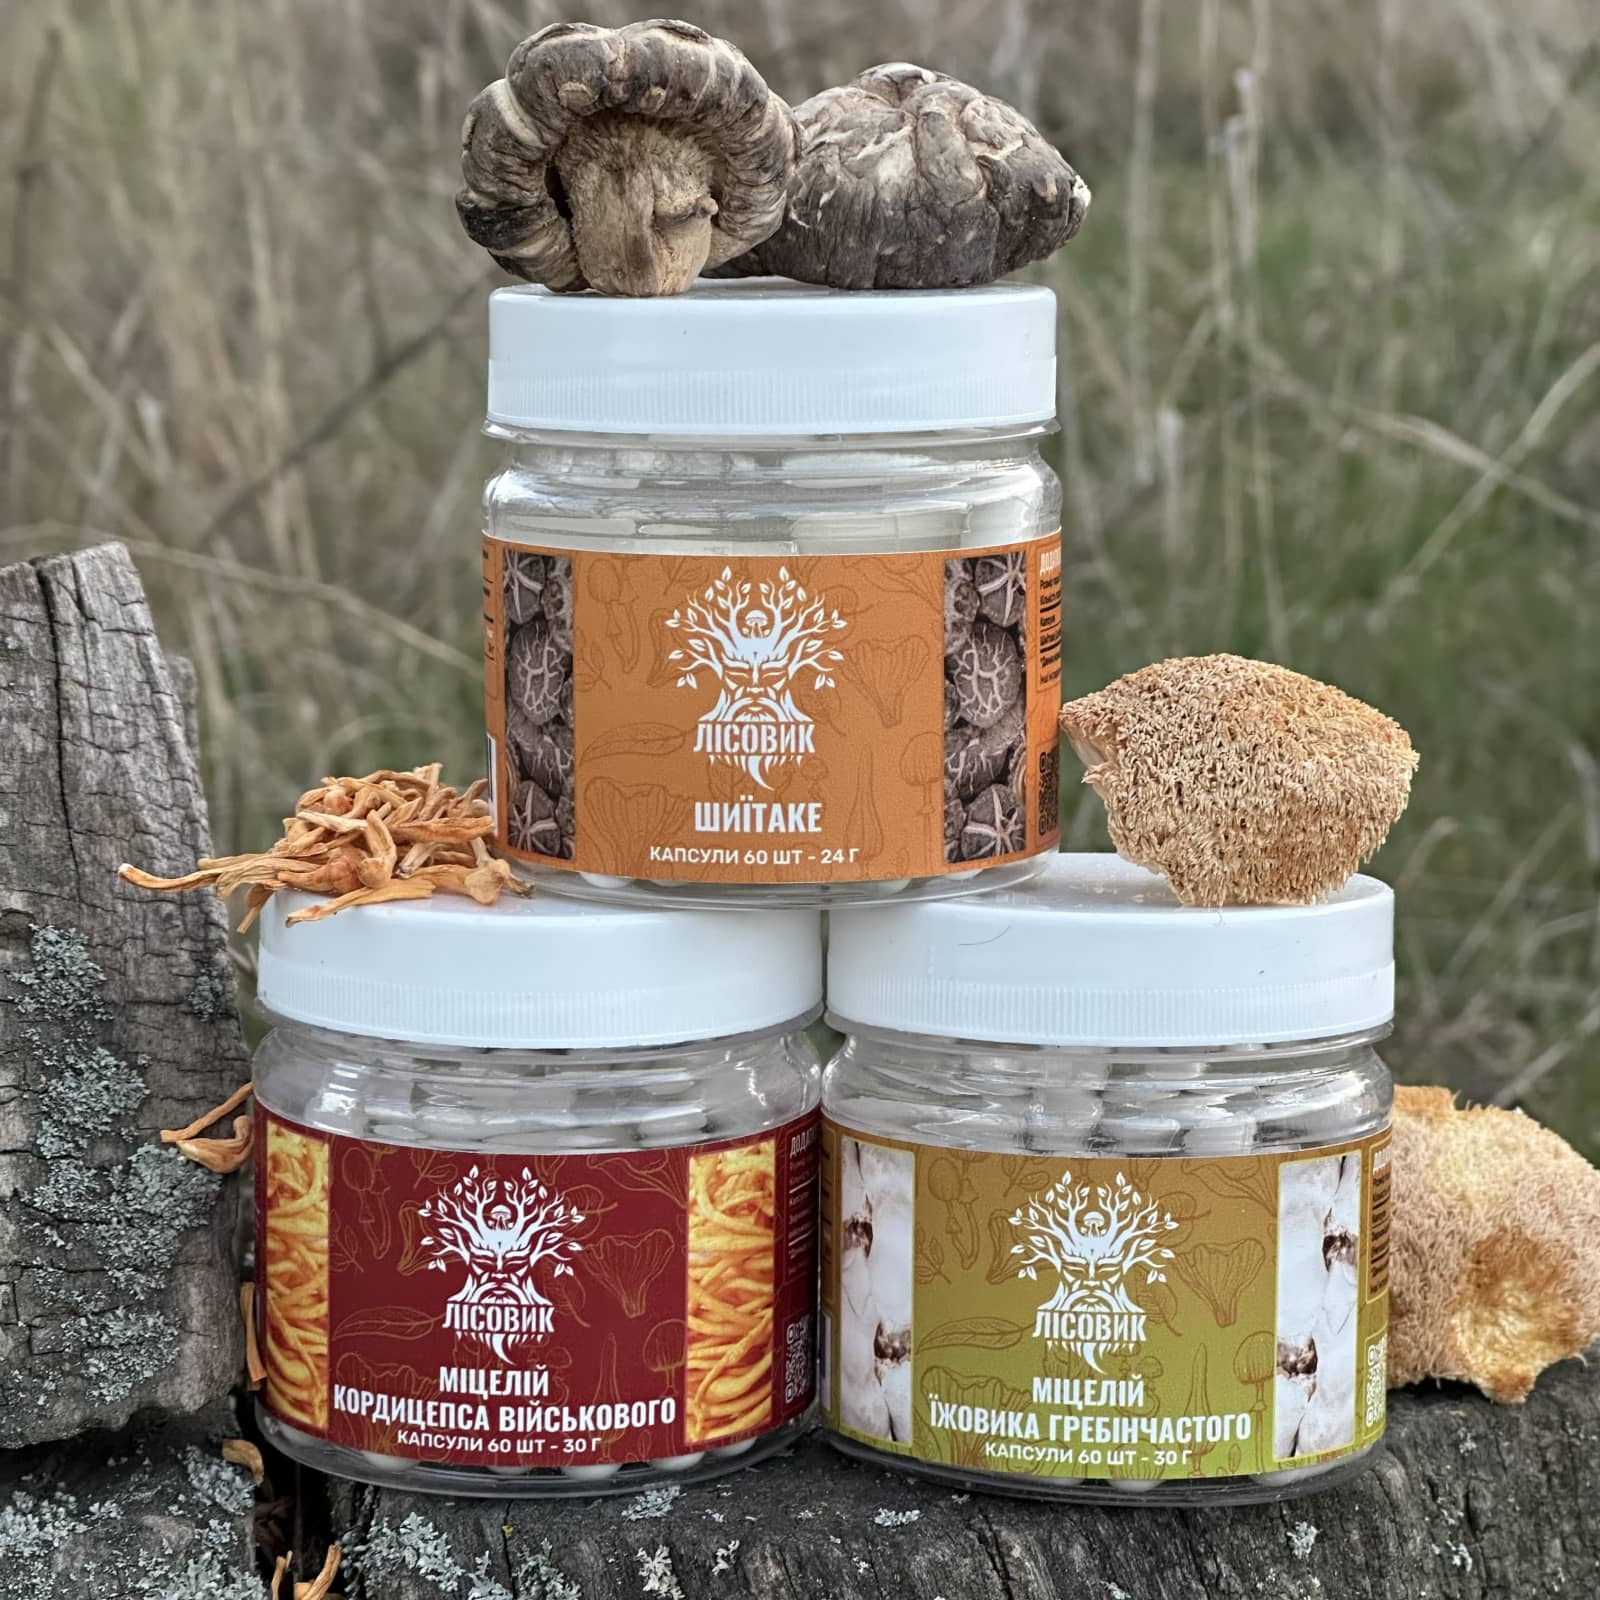 ЛІСОВИК
ШИЇТАКЕ
КАПСУЛИ 60 ШТ - 24 Г
Капсули
ЛІСОВИК
МІЦЕЛІЙ
КОРДИЦЕПСА ВІЙСЬКОВОГО
КАПСУЛИ 60 ШТ - 30 Г
ЛІСОВИК
МІЦЕЛІЙ
ЇЖОВИКА ГРЕБІНЧАСТОГО
КАПСУЛИ 60 ШТ - 30 Г